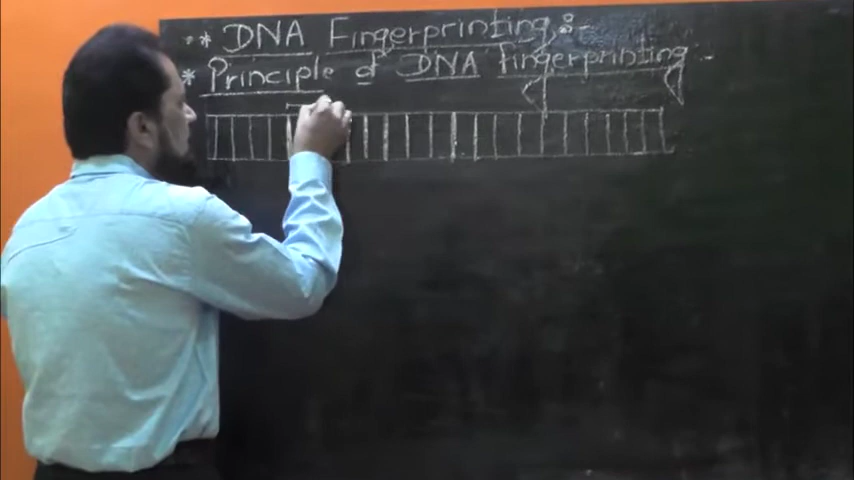 * DNA Fingerprinting :-
* Principle of DNA fingerprinting -